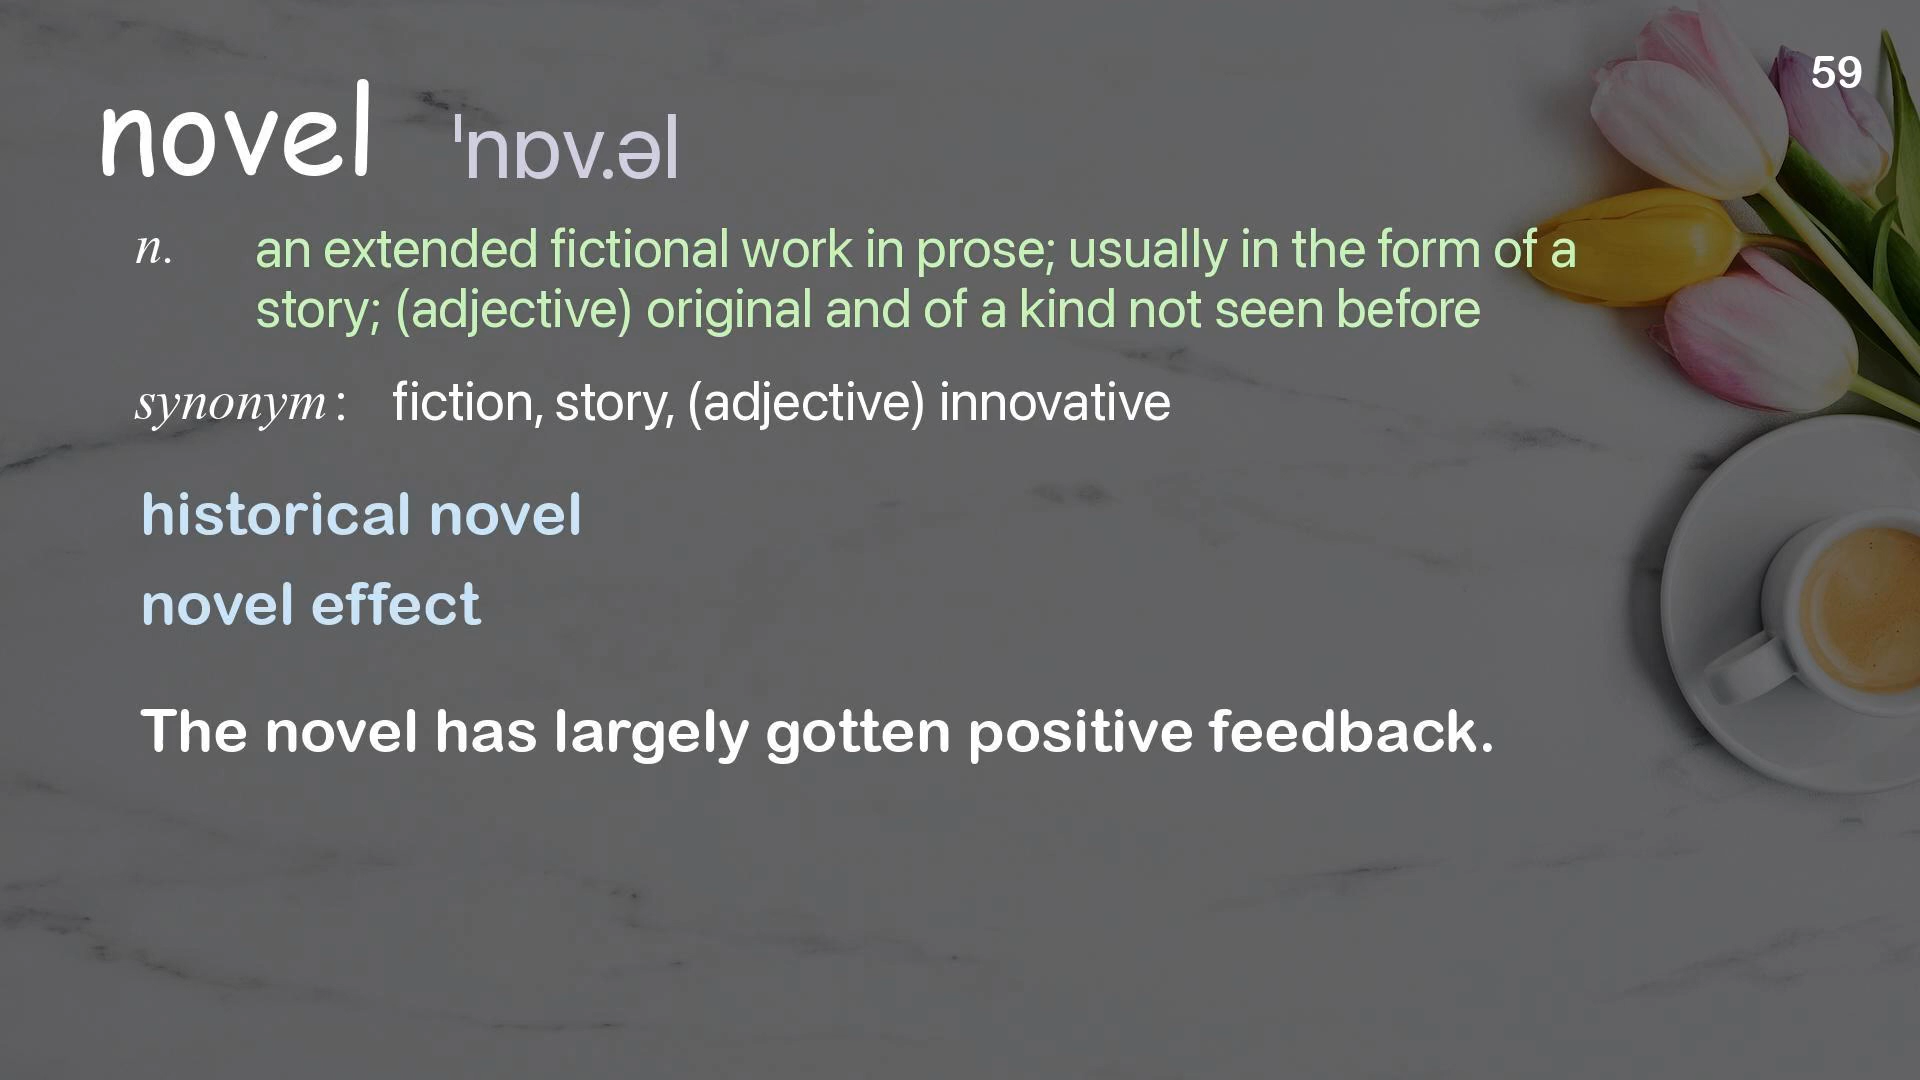 59
novel ˈnɒv.əl
n. an extended fictional work in prose; usually in the form of a
story; (adjective) original and of a kind not seen before
synonym : fiction, story, (adjective) innovative
historical novel
novel effect
The novel has largely gotten positive feedback.